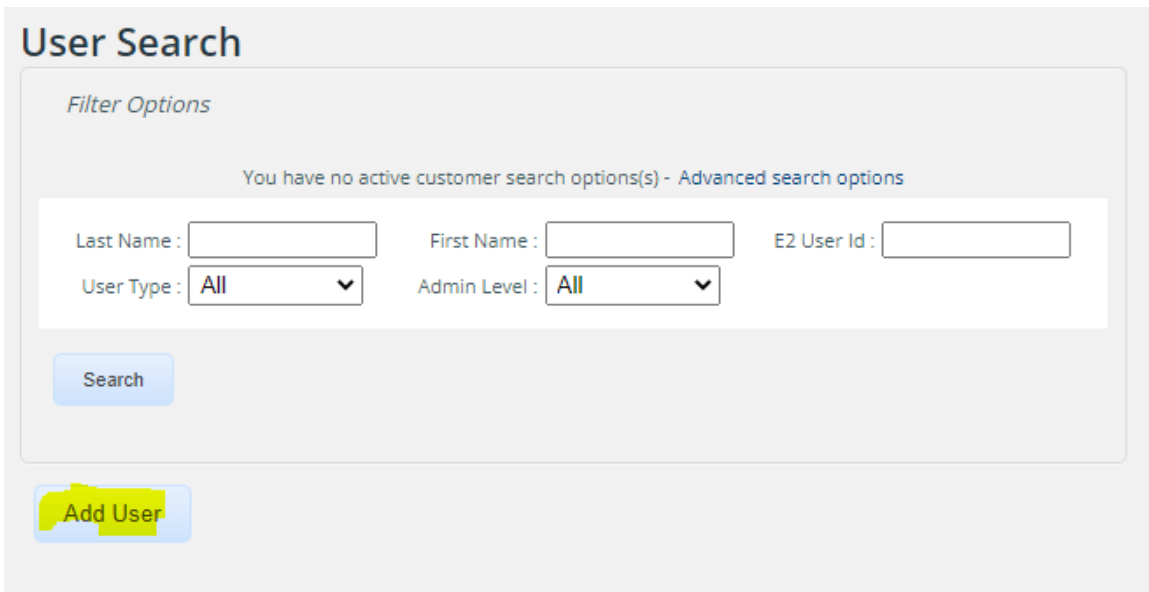 User Search
Filter Options
You have no active customer search options(s) - Advanced search options
Last Name : First Name : E2 User Id :
User Type : All Admin Level : All
Search
Add User